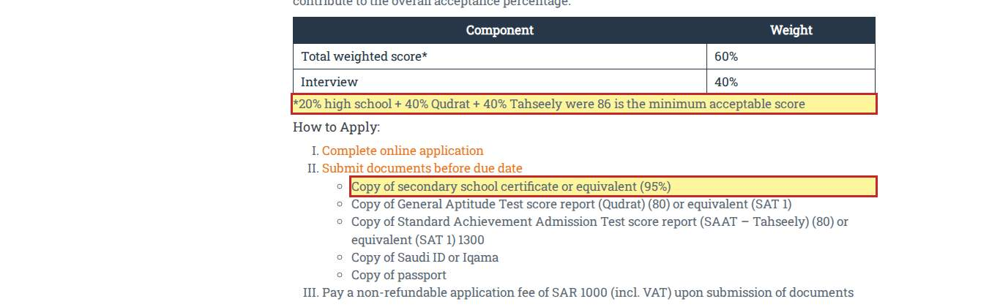 contribute to the overall acceptance percentage.
Component Weight
Total weighted score* 60%
Interview 40%
*20% high school + 40% Qudrat + 40% Tahseely were 86 is the minimum acceptable score
How to Apply:
I. Complete online application
II. Submit documents before due date
Copy of secondary school certificate or equivalent (95%)
Copy of General Aptitude Test score report (Qudrat) (80) or equivalent (SAT 1)
Copy of Standard Achievement Admission Test score report (SAAT – Tahseely) (80) or
equivalent (SAT 1) 1300
Copy of Saudi ID or Iqama
Copy of passport
III. Pay a non-refundable application fee of SAR 1000 (incl. VAT) upon submission of documents